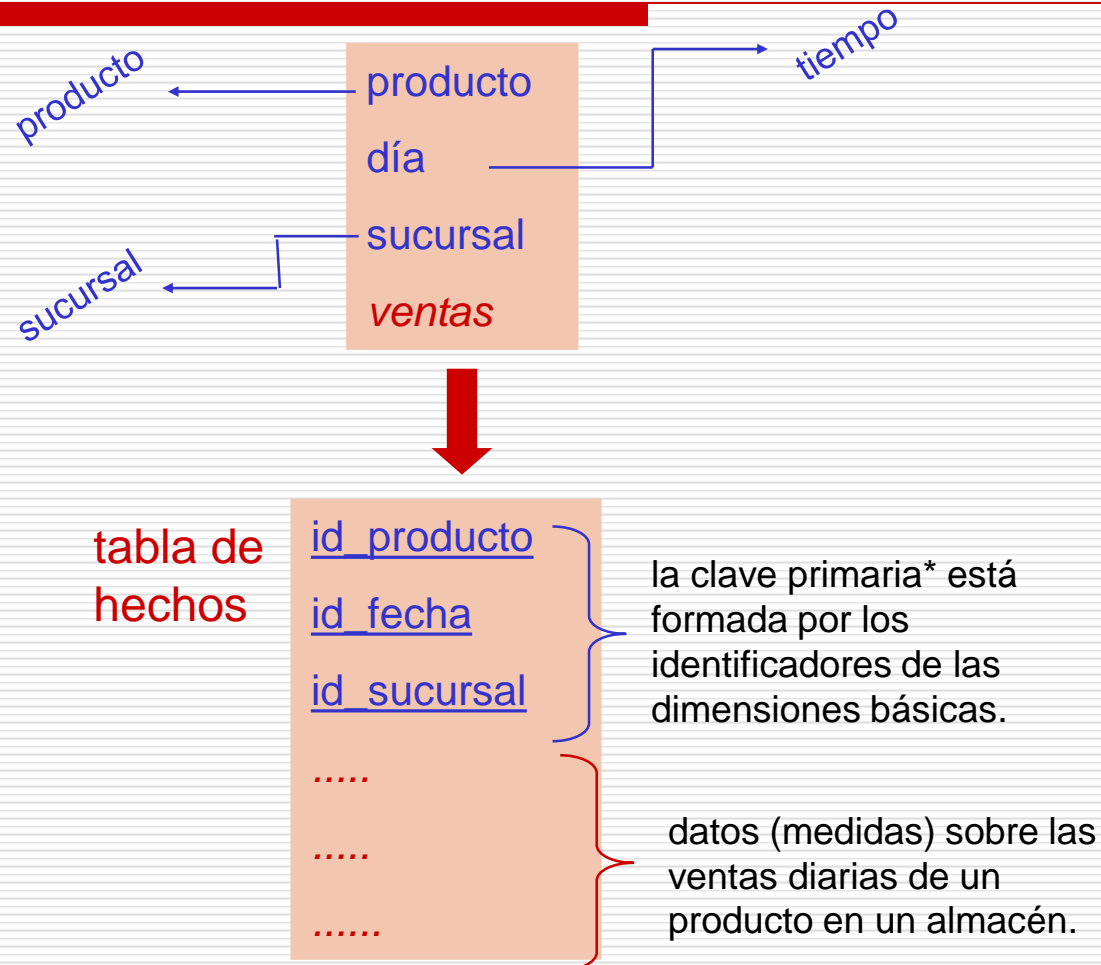 producto
tiempo
producto
día
sucursal
sucursal
ventas
tabla de
hechos
id_producto
id_fecha
id_sucursal
.....
.....
......
la clave primaria* está
formada por los
identificadores de las
dimensiones básicas.
datos (medidas) sobre las
ventas diarias de un
producto en un almacén.